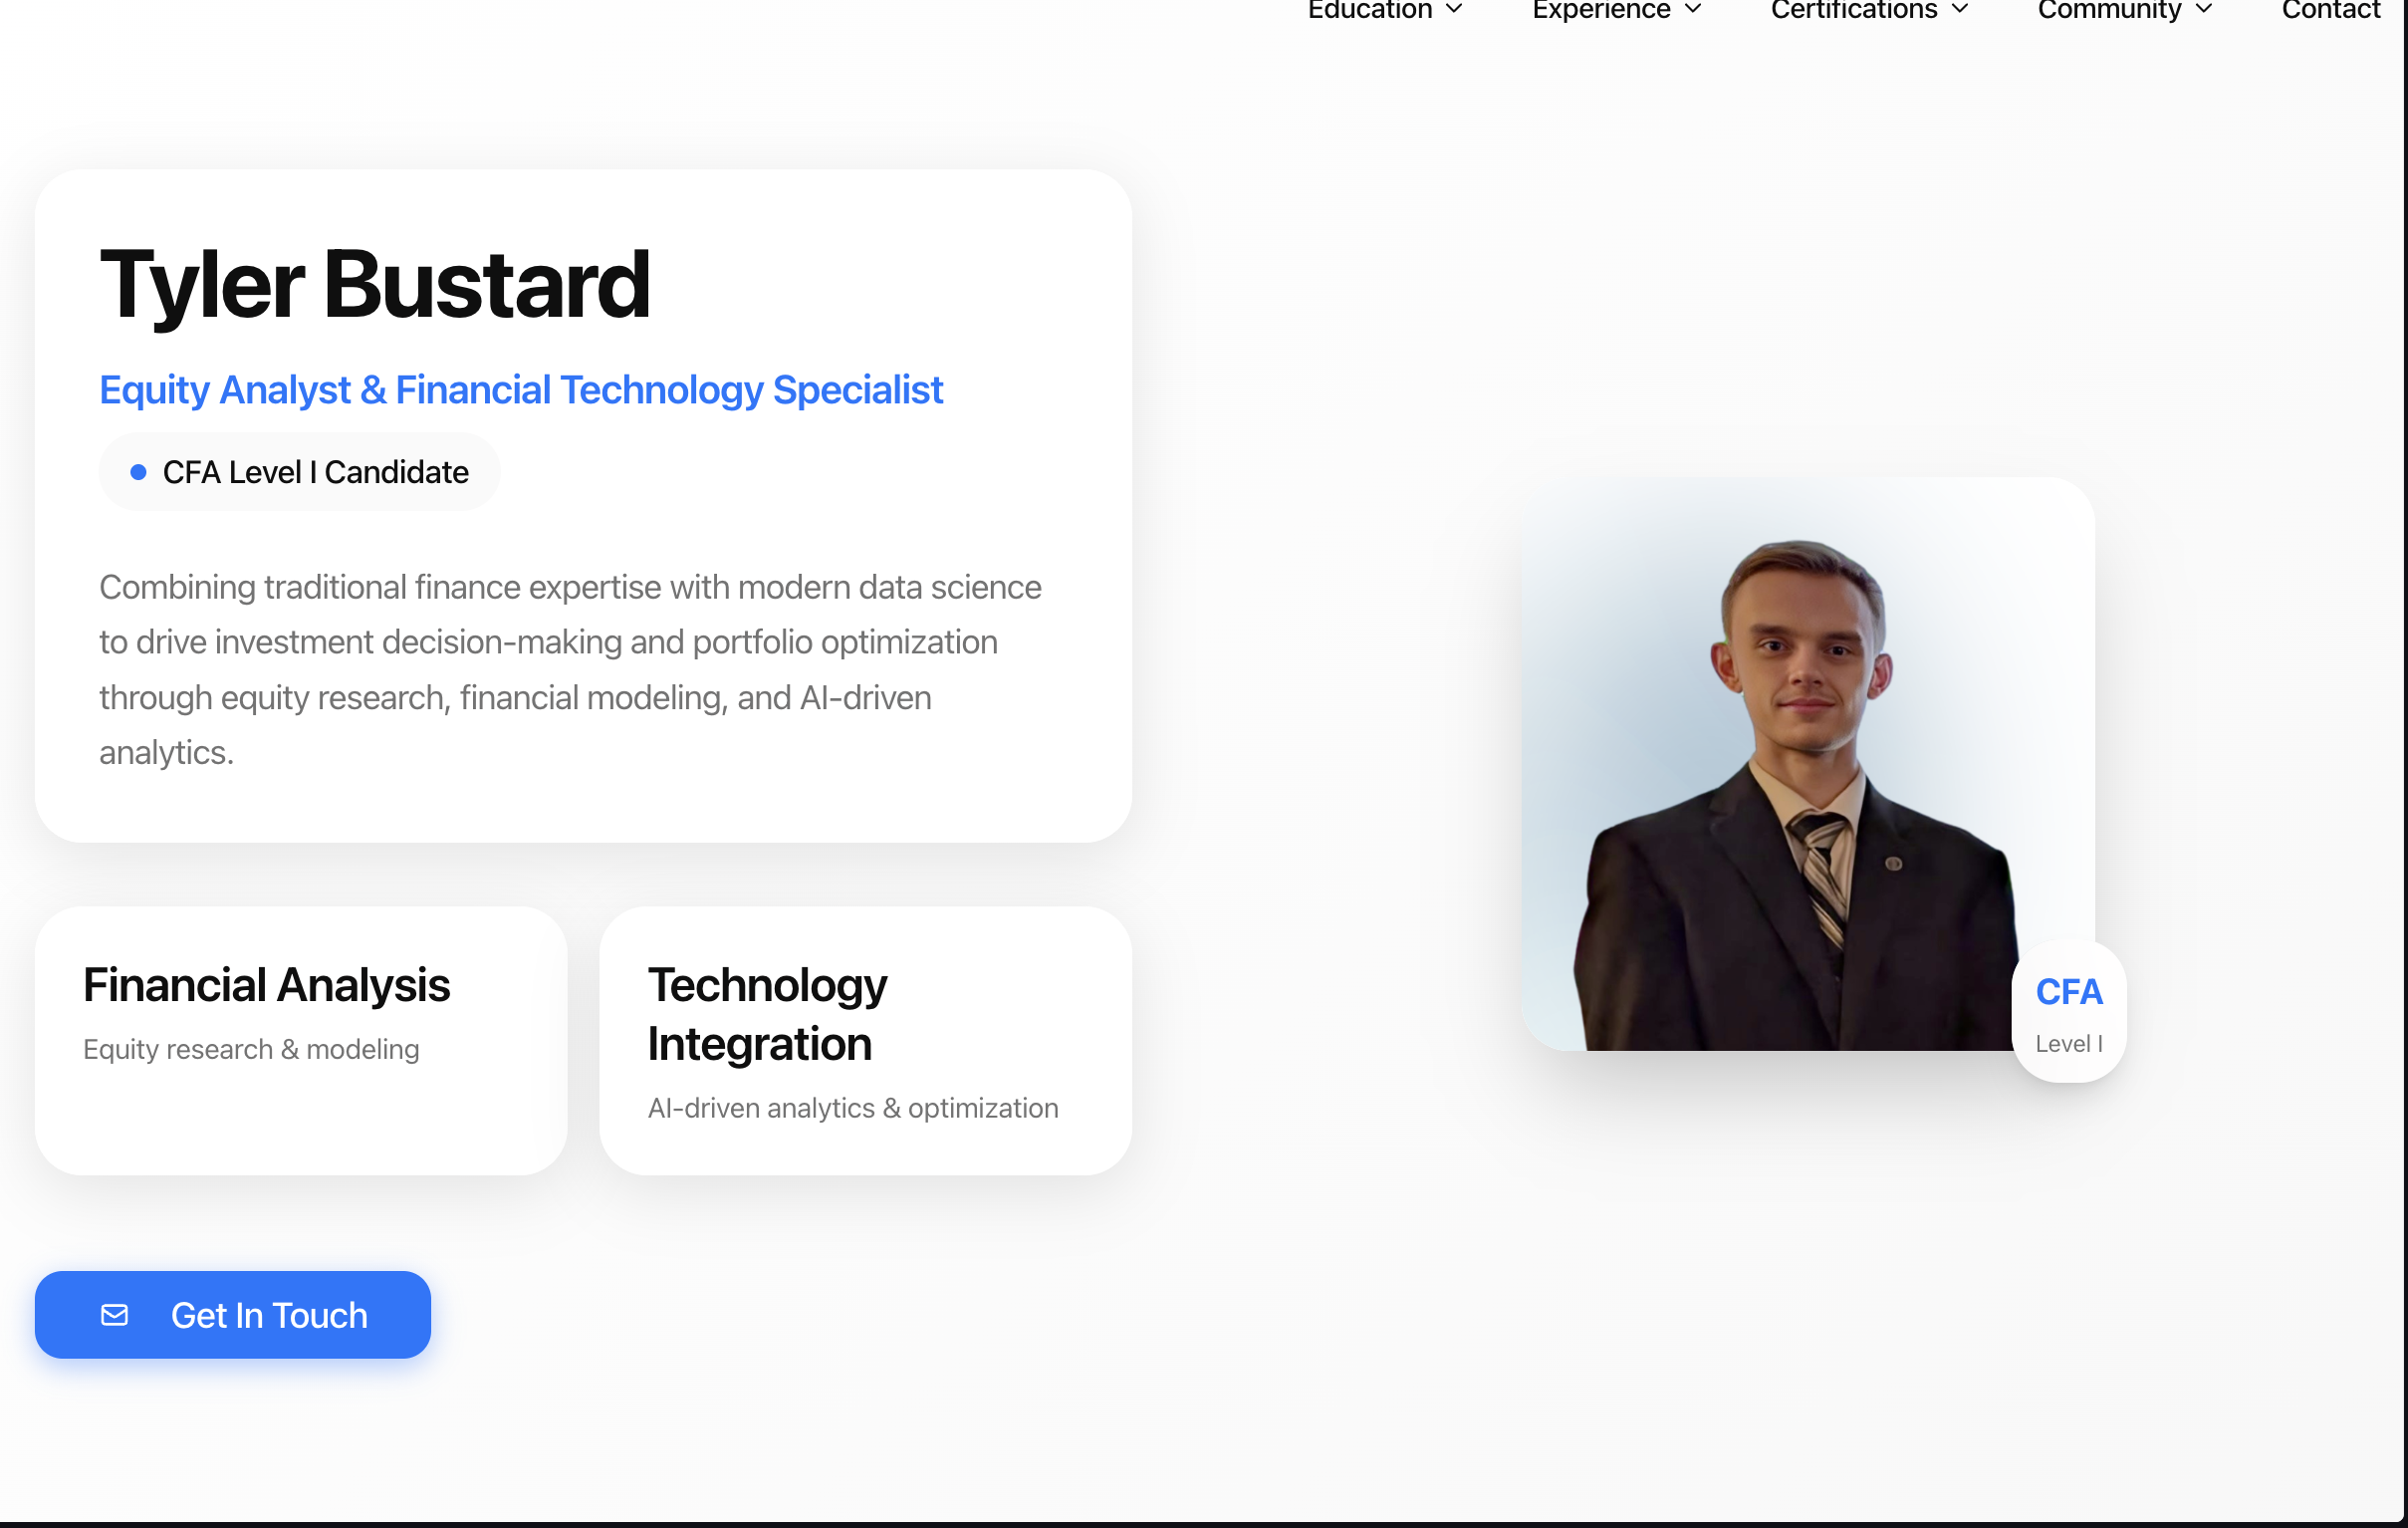 Education
Experience
Certifications
Community
Contact
Tyler Bustard
Equity Analyst & Financial Technology Specialist
CFA Level I Candidate
Combining traditional finance expertise with modern data science
to drive investment decision-making and portfolio optimization
through equity research, financial modeling, and AI-driven
analytics.
Financial Analysis
Equity research & modeling
Technology
Integration
AI-driven analytics & optimization
CFA
Level I
Get In Touch